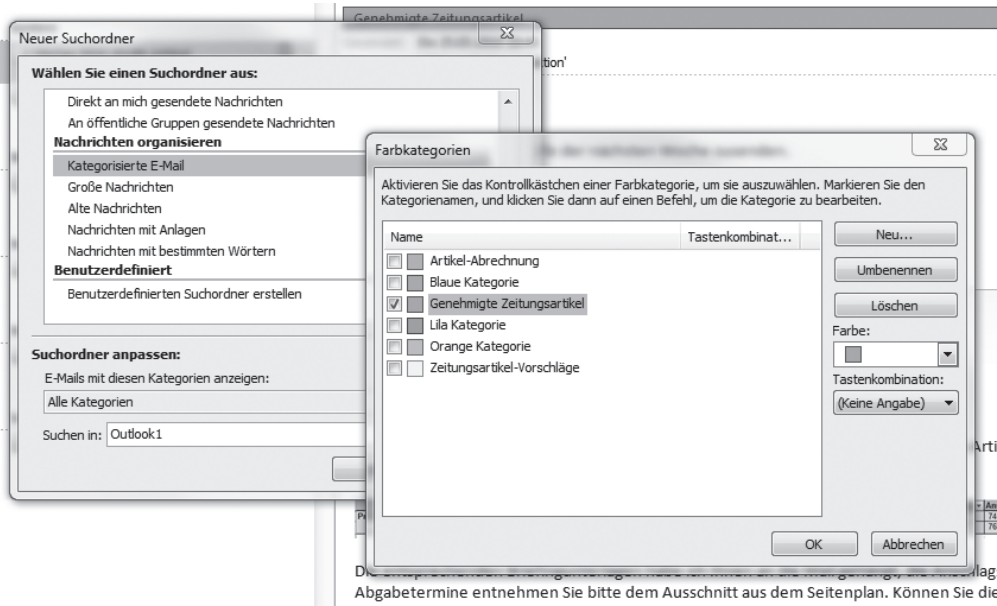 Genehmigte Zeitungsartikel
Neuer Suchordner
tion'
Wählen Sie einen Suchordner aus:
Direkt an mich gesendete Nachrichten
An öffentliche Gruppen gesendete Nachrichten
Nachrichten organisieren
Kategorisierte E-Mail
Große Nachrichten
Alte Nachrichten
Nachrichten mit Anlagen
Nachrichten mit bestimmten Wörtern
Benutzerdefiniert
Benutzerdefinierten Suchordner erstellen
Suchordner anpassen:
E-Mails mit diesen Kategorien anzeigen:
Alle Kategorien
Suchen in: Outlook1
Farbkategorien
Aktivieren Sie das Kontrollkästchen einer Farbkategorie, um sie auszuwählen. Markieren Sie den
Kategorienamen, und klicken Sie dann auf einen Befehl, um die Kategorie zu bearbeiten.
Name Tastenkombinat...
Artikel-Abrechnung
Blaue Kategorie
Genehmigte Zeitungsartikel
Lila Kategorie
Orange Kategorie
Zeitungsartikel-Vorschläge
Neu...
Umbenennen
Löschen
Farbe:
Tastenkombination:
(Keine Angabe)
OK Abbrechen
Arti
Abgabetermine entnehmen Sie bitte dem Ausschnitt aus dem Seitenplan. Können Sie die